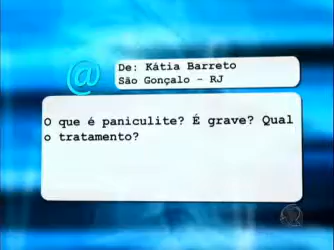 @
De: Kátia Barreto
São Gonçalo - RJ
O que é paniculite? É grave? Qual
o tratamento?